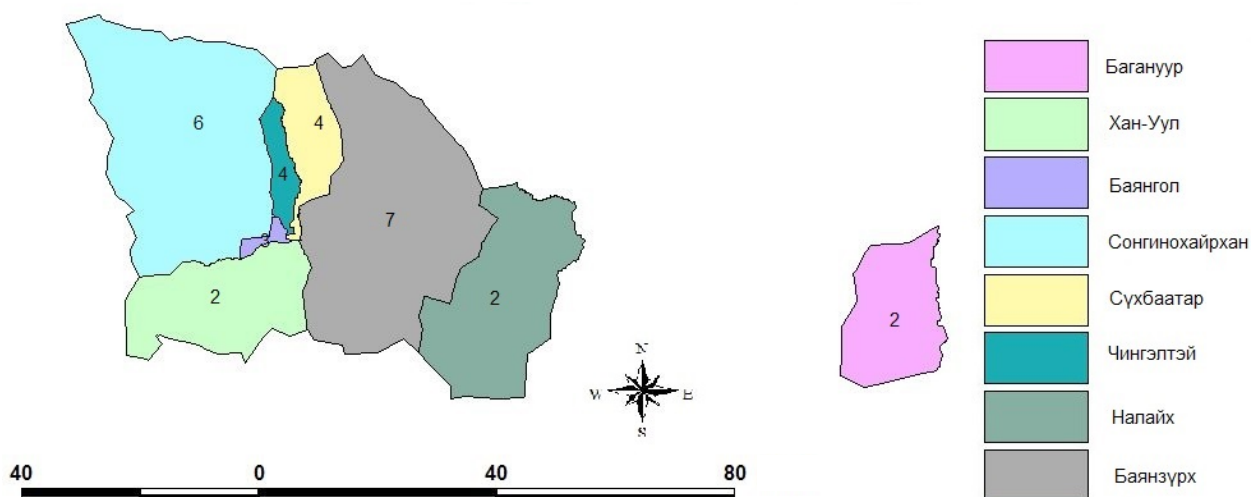 6
4
4
7
3
2
2
2
N
W E
S
40 0 40 80
Багануур
Хан-Уул
Баянгол
Сонгинохайрхан
Сүхбаатар
Чингэлтэй
Налайх
Баянзүрх